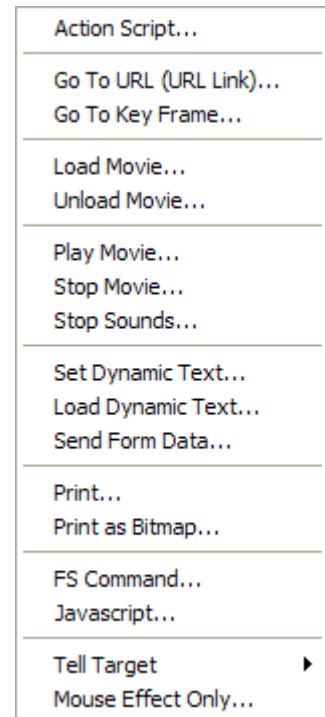 Action Script...
Go To URL (URL Link)...
Go To Key Frame...
Load Movie...
Unload Movie...
Play Movie...
Stop Movie...
Stop Sounds...
Set Dynamic Text...
Load Dynamic Text...
Send Form Data...
Print...
Print as Bitmap...
FS Command...
Javascript...
Tell Target
Mouse Effect Only...